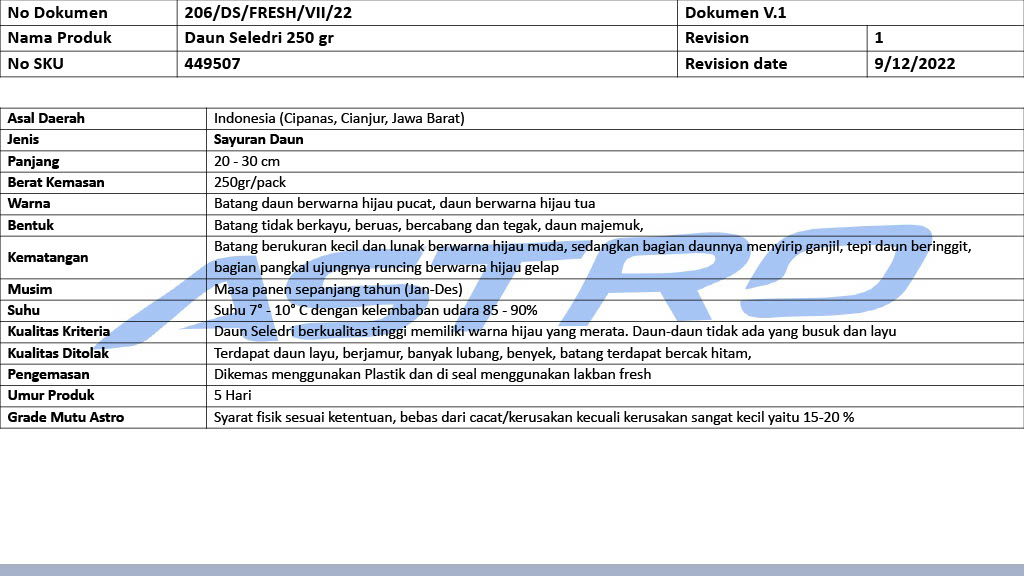 No Dokumen 206/DS/FRESH/VII/22 Dokumen V.1
Nama Produk Daun Seledri 250 gr Revision 1
No SKU 449507 Revision date 9/12/2022
Asal Daerah Indonesia (Cipanas, Cianjur, Jawa Barat)
Jenis Sayuran Daun
Panjang 20 - 30 cm
Berat Kemasan 250gr/pack
Warna Batang daun berwarna hijau pucat, daun berwarna hijau tua
Bentuk Batang tidak berkayu, beruas, bercabang dan tegak, daun majemuk,
Kematangan Batang berukuran kecil dan lunak berwarna hijau muda, sedangkan bagian daunnya menyirip ganjil, tepi daun beringgit,
bagian pangkal ujungnya runcing berwarna hijau gelap
Musim Masa panen sepanjang tahun (Jan-Des)
Suhu Suhu 7° - 10° C dengan kelembaban udara 85 - 90%
Kualitas Kriteria Daun Seledri berkualitas tinggi memiliki warna hijau yang merata. Daun-daun tidak ada yang busuk dan layu
Kualitas Ditolak Terdapat daun layu, berjamur, banyak lubang, benyek, batang terdapat bercak hitam,
Pengemasan Dikemas menggunakan Plastik dan di seal menggunakan lakban fresh
Umur Produk 5 Hari
Grade Mutu Astro Syarat fisik sesuai ketentuan, bebas dari cacat/kerusakan kecuali kerusakan sangat kecil yaitu 15-20 %
ASTRO